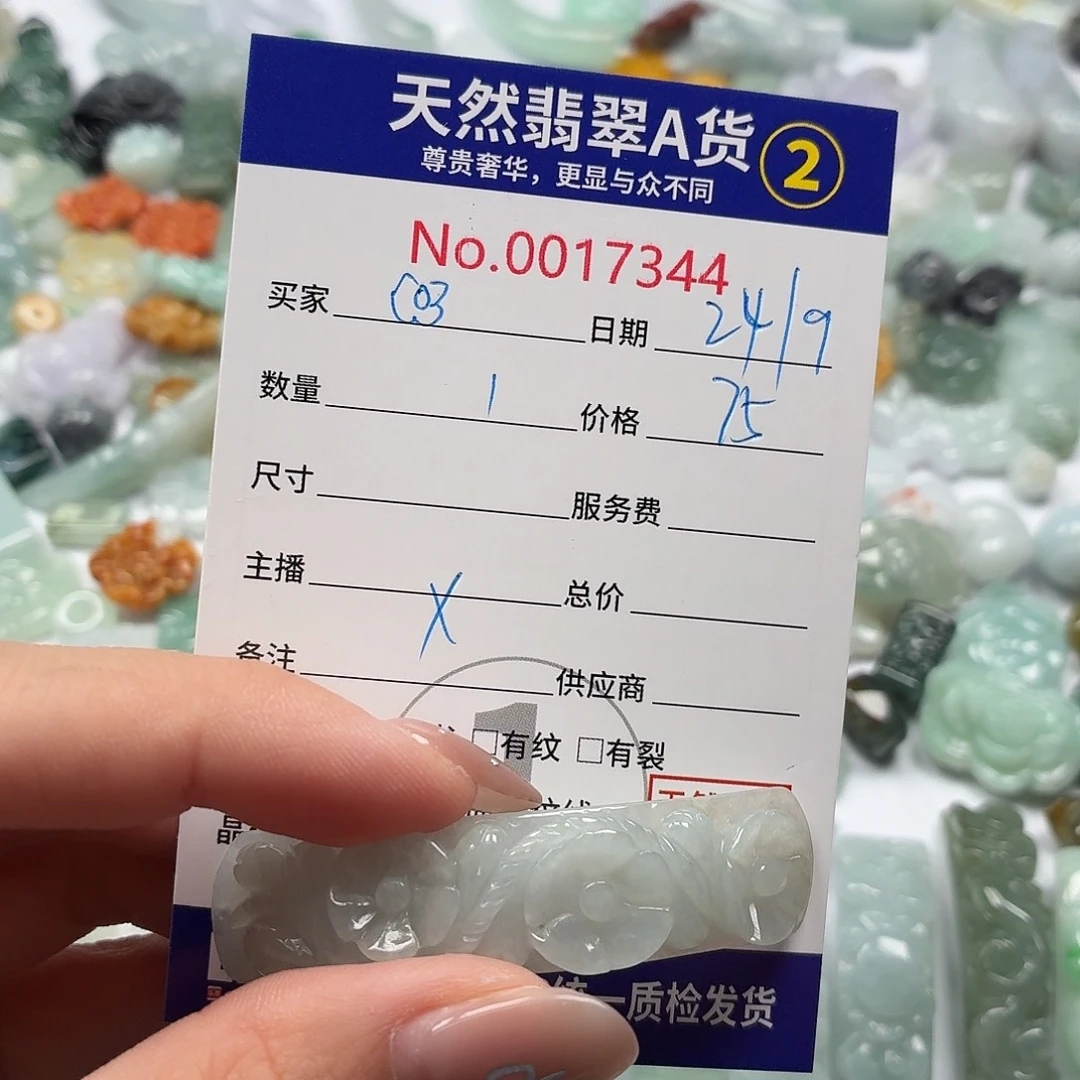 天然翡翠A货 2
尊贵奢华，更显与众不同
No.0017344
买家 C03 日期 24/9
数量 1 价格 75
尺寸 服务费
主播 X 总价
备注 供应商
□有纹 □有裂
统一质检发货